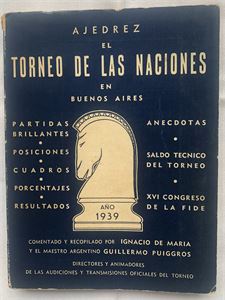 AJEDREZ
EL
TORNEO DE LAS NACIONES
EN
BUENOS AIRES
PARTIDAS
BRILLANTES
•
POSICIONES
•
CUADROS
•
PORCENTAJES
•
RESULTADOS
ANECDOTAS
•
SALDO TECNICO
DEL TORNEO
•
XVI CONGRESO
DE LA FIDE
AÑO
1939
COMENTADO Y RECOPILADO POR IGNACIO DE MARIA
Y EL MAESTRO ARGENTINO GUILLERMO PUIGGROS
DIRECTORES Y ANIMADORES
DE LAS AUDICIONES Y TRANSMISIONES OFICIALES DEL TORNEO